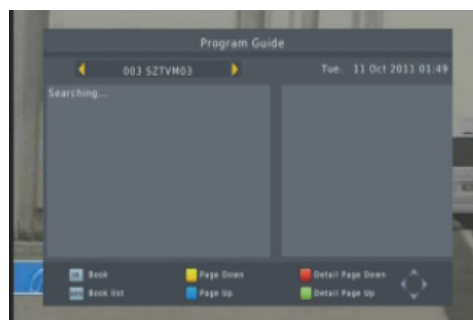 Program Guide
003 SZTVM03
Tue. 11 Oct 2011 01:49
Searching...
OK Book
Page Down
Detail Page Down
Book list
Page Up
Detail Page Up